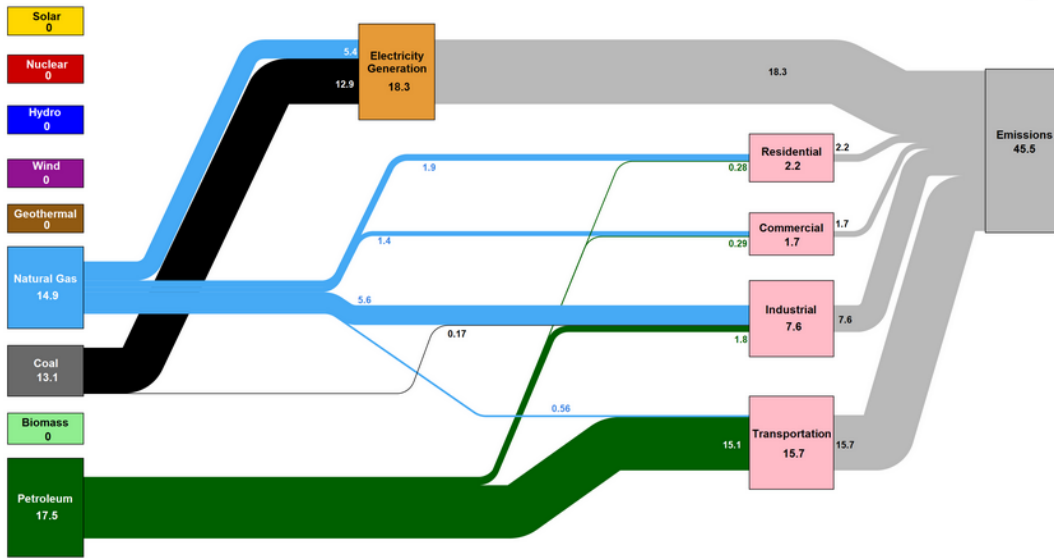 Solar
0
Nuclear
0
Hydro
0
Wind
0
Geothermal
0
Natural Gas
14.9
Coal
13.1
Biomass
0
Petroleum
17.5
5.4
12.9
Electricity
Generation
18.3
18.3
1.9
0.28
Residential
2.2
2.2
1.4
0.29
Commercial
1.7
1.7
5.6
0.17
1.8
Industrial
7.6
7.6
0.56
15.1
Transportation
15.7
15.7
Emissions
45.5